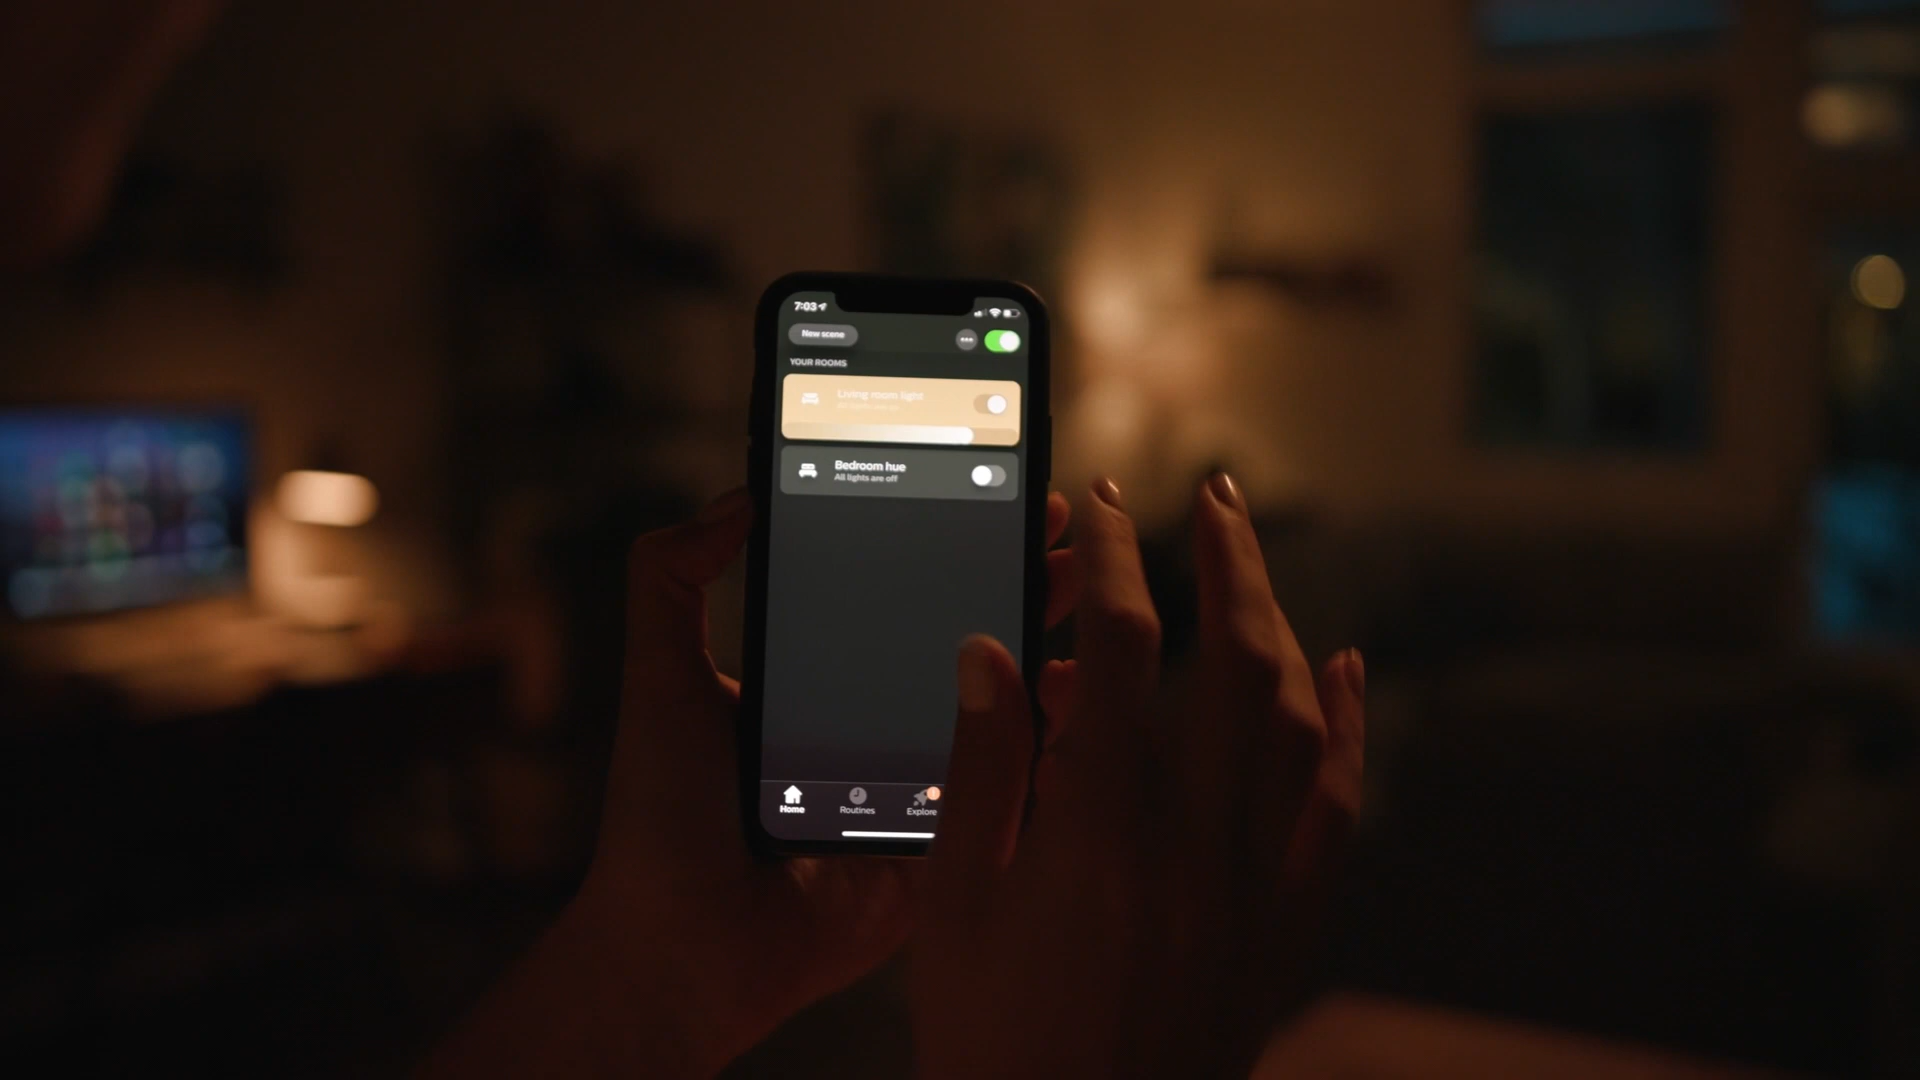 7:03
New scene
YOUR ROOMS
Living room light
Bedroom hue
All lights are off
Home
Routines
Explore